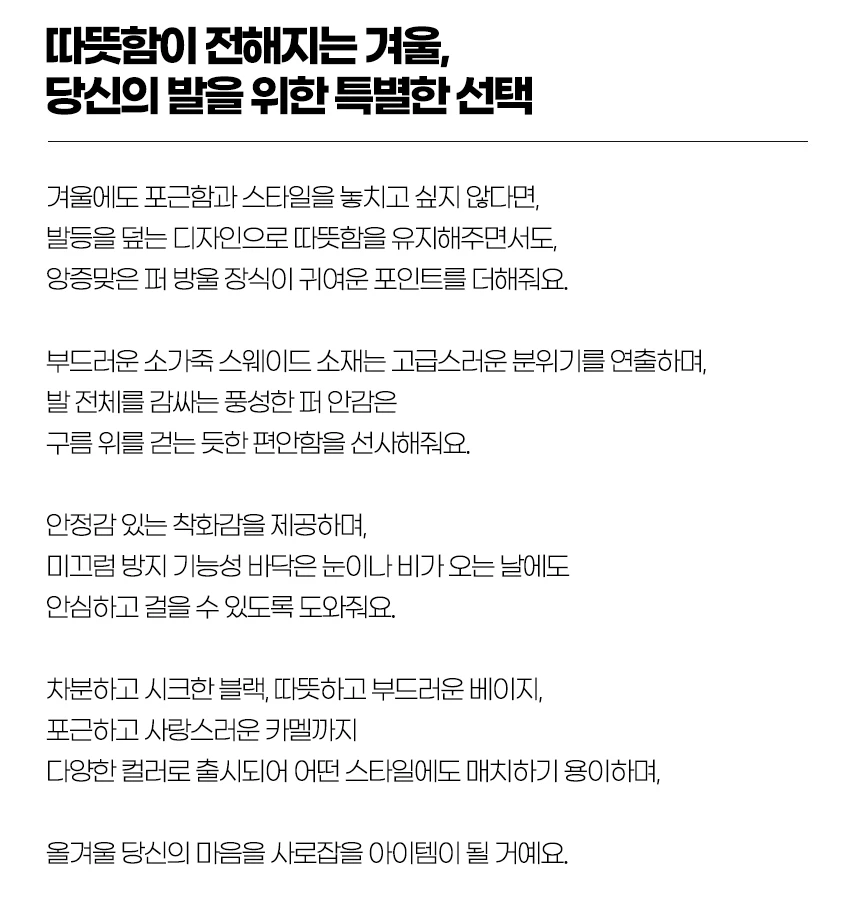 따뜻함이 전해지는 겨울,
당신의 발을 위한 특별한 선택
겨울에도 포근함과 스타일을 놓치고 싶지 않다면,
발등을 덮는 디자인으로 따뜻함을 유지해주면서도,
앙증맞은 퍼 방울 장식이 귀여운 포인트를 더해줘요.
부드러운 소가죽 스웨이드 소재는 고급스러운 분위기를 연출하며,
발 전체를 감싸는 풍성한 퍼 안감은
구름 위를 걷는 듯한 편안함을 선사해줘요.
안정감 있는 착화감을 제공하며,
미끄럼 방지 기능성 바닥은 눈이나 비가 오는 날에도
안심하고 걸을 수 있도록 도와줘요.
차분하고 시크한 블랙, 따뜻하고 부드러운 베이지,
포근하고 사랑스러운 카멜까지
다양한 컬러로 출시되어 어떤 스타일에도 매치하기 용이하며,
올겨울 당신의 마음을 사로잡을 아이템이 될 거예요.